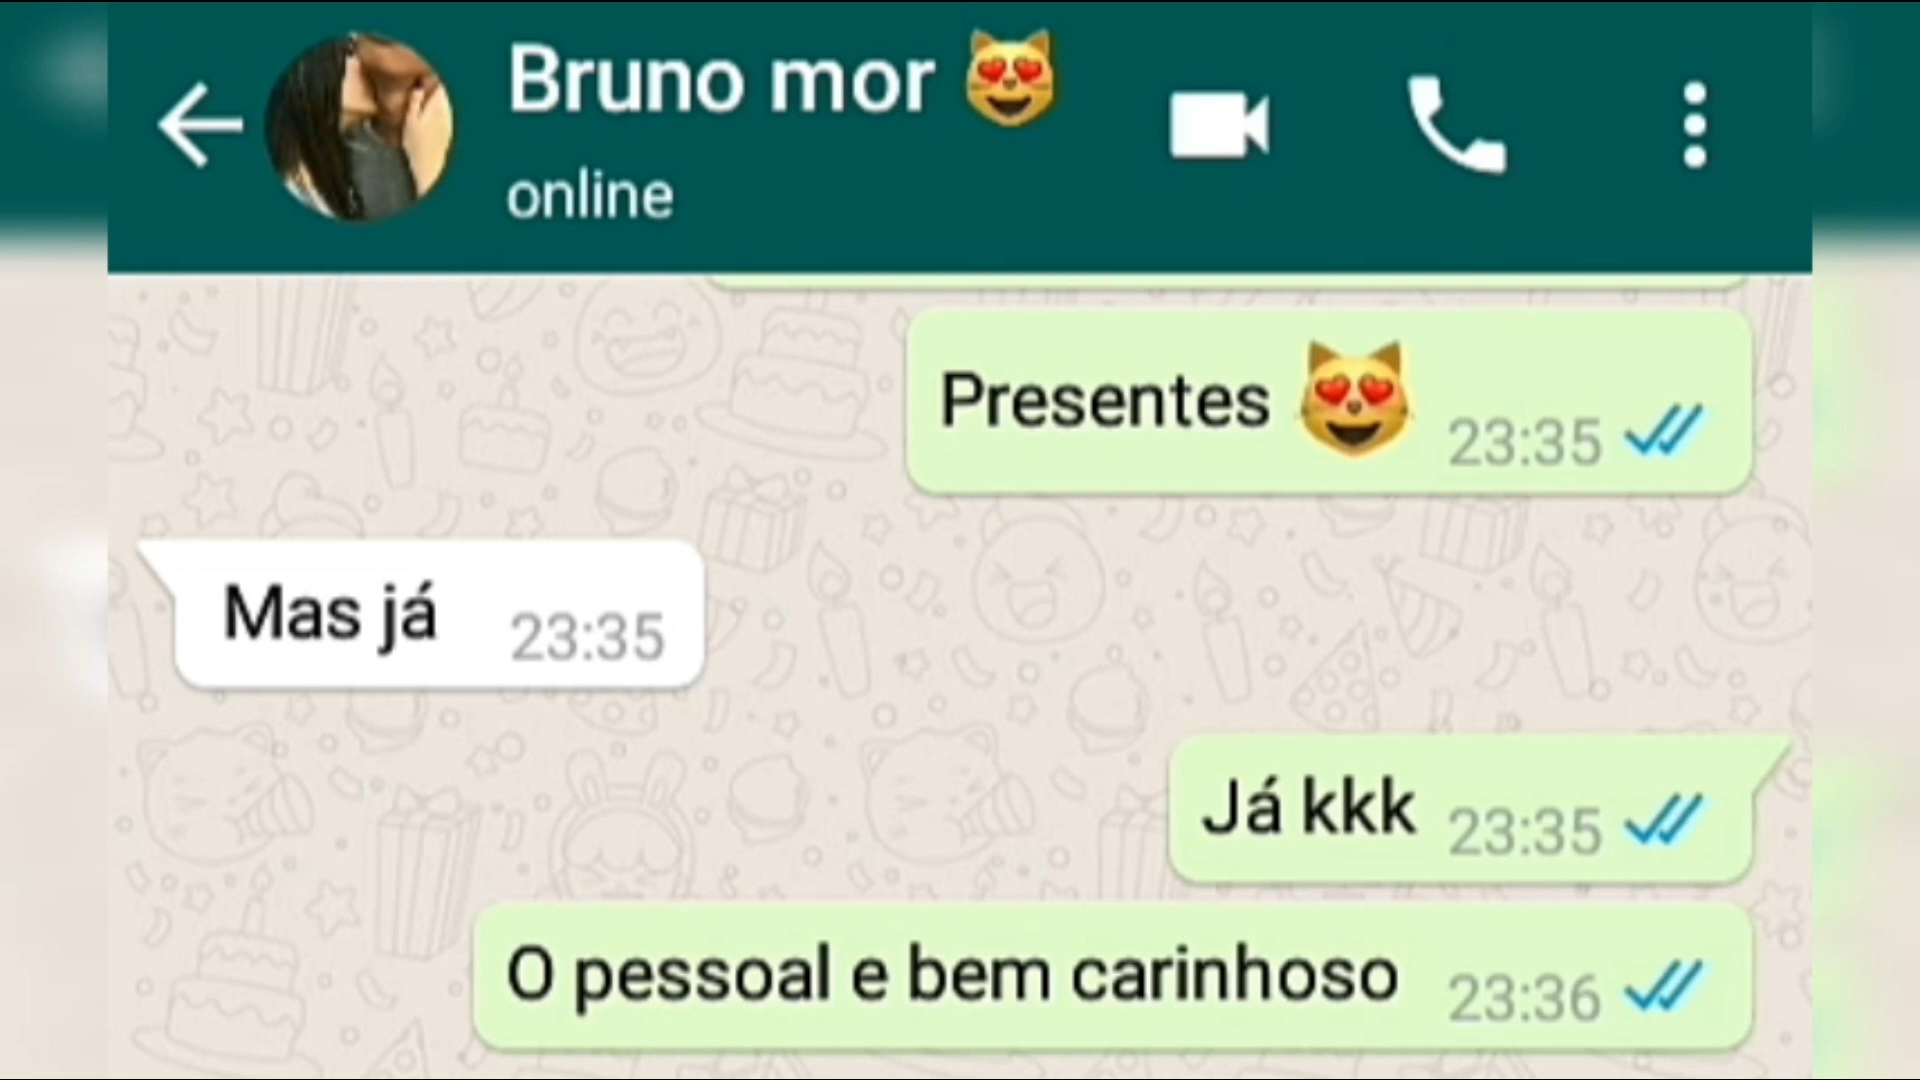 Bruno mor 😻
online
Presentes 😻 23:35
Mas já 23:35
Já kkk 23:35
O pessoal e bem carinhoso 23:36